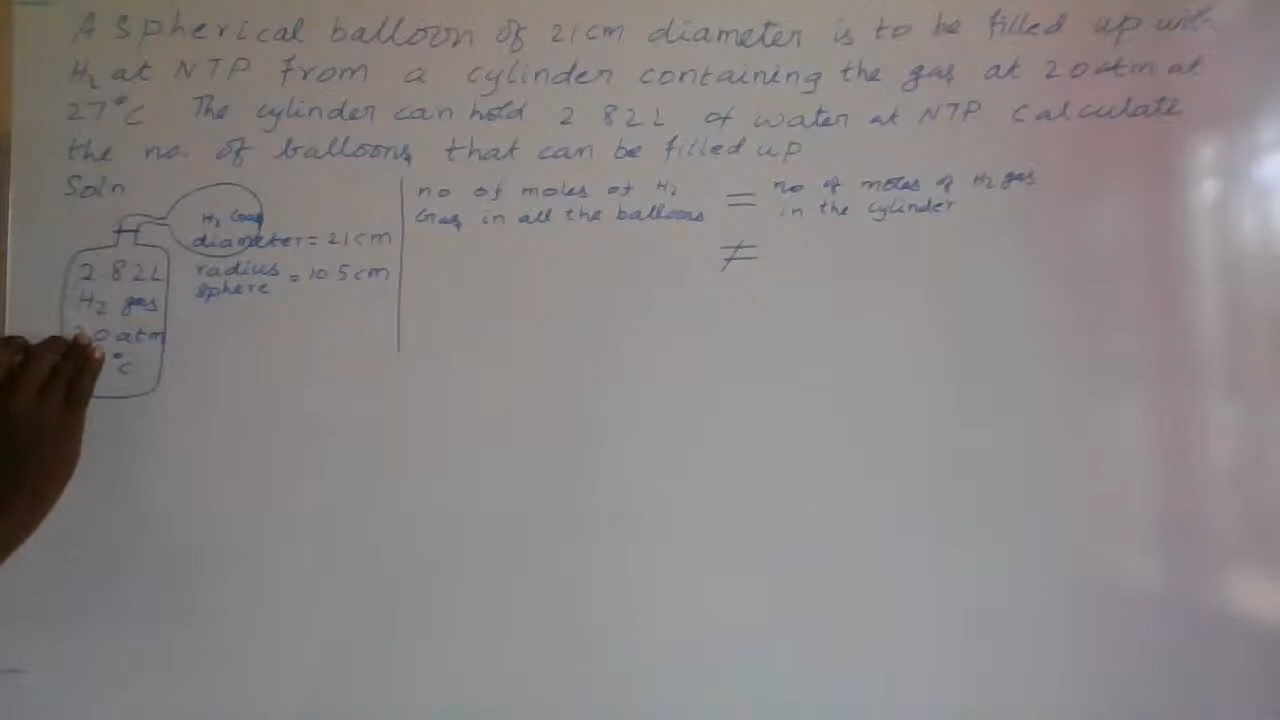 A Spherical balloon of 21cm diameter is to be filled up with
H2 at NTP from a cylinder containing the gas at 20atm at
27°C The cylinder can hold 2 82L of water at NTP Calculate
the no. of balloons that can be filled up
Soln
H2 Gas
diameter = 21cm
radius = 10 5cm
sphere
2 82L
H2 gas
0 atm
°C
no of moles of H2 = no of moles of H2 gas
Gas in all the balloons in the cylinder
≠